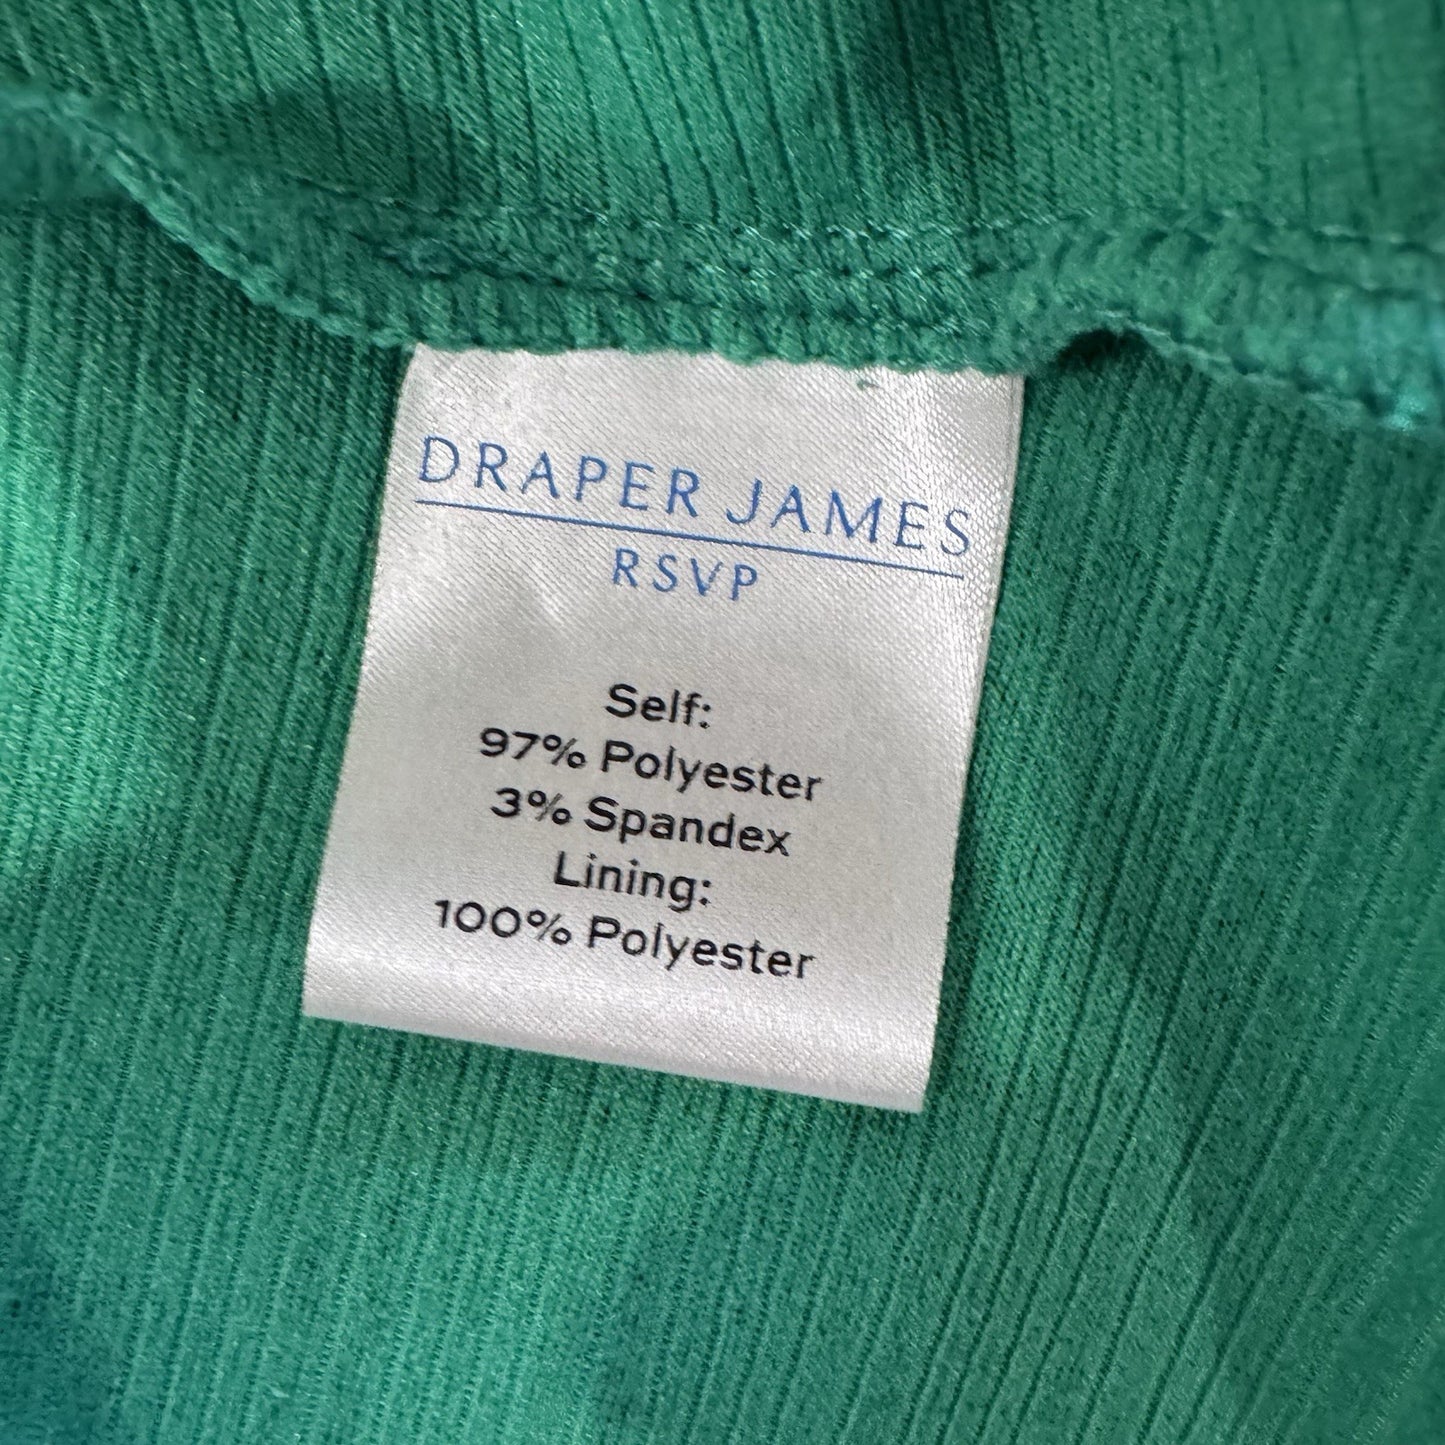 DRAPER JAMES
RSVP
Self:
97% Polyester
3% Spandex
Lining:
100% Polyester